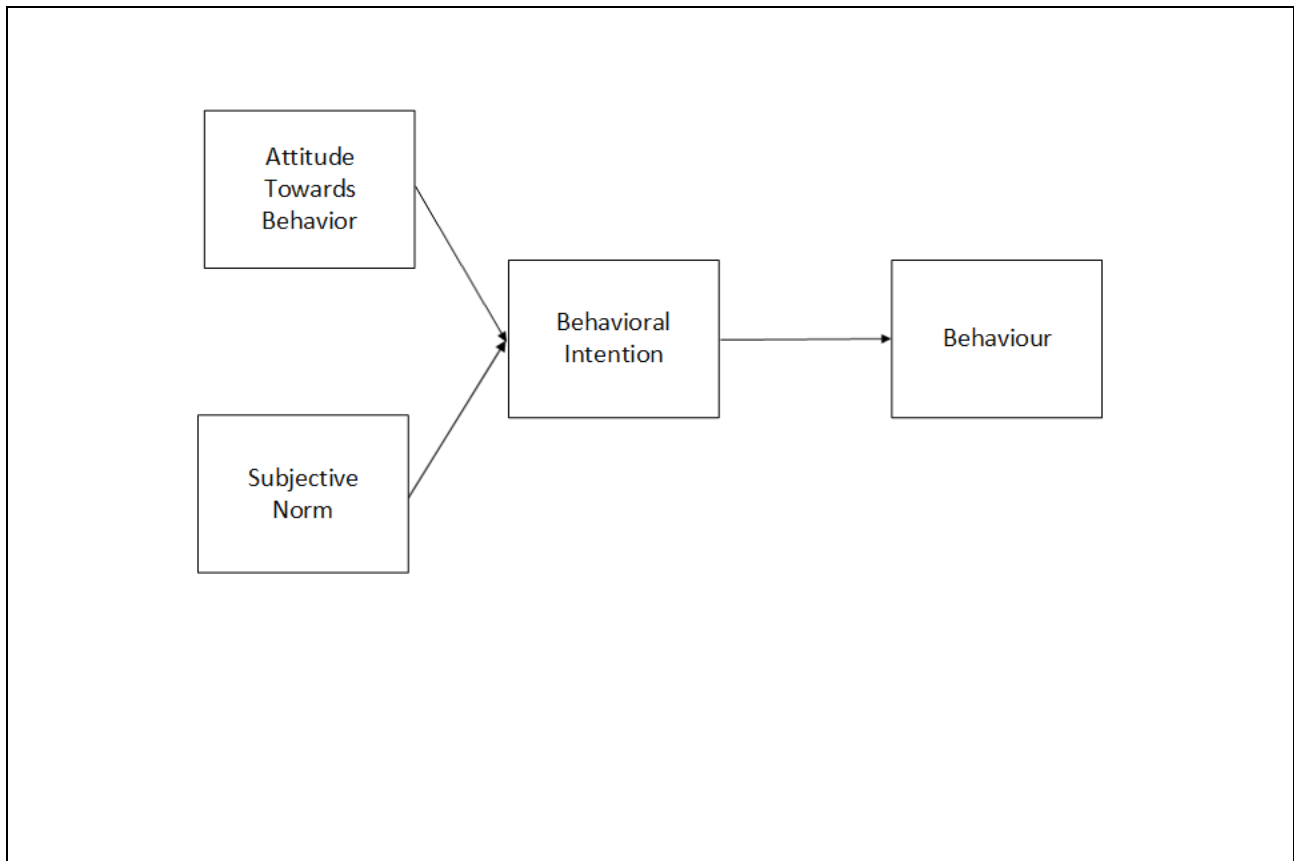 Attitude
Towards
Behavior
Behavioral
Intention
Behaviour
Subjective
Norm